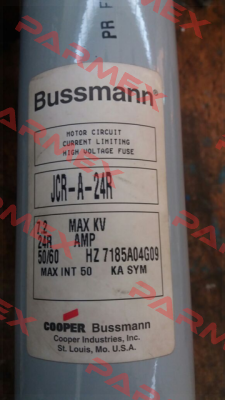 PR F
Bussmann
MOTOR CIRCUIT
CURRENT LIMITING
HIGH VOLTAGE FUSE
JCR-A-24R
7.2 MAX KV
24R AMP
50/60 HZ 7185A04G09
MAX INT 50 KA SYM
COOPER Bussmann
Cooper Industries, Inc.
St. Louis, Mo. U.S.A.
PARMEX
PARMEX
PARMEX
PARMEX